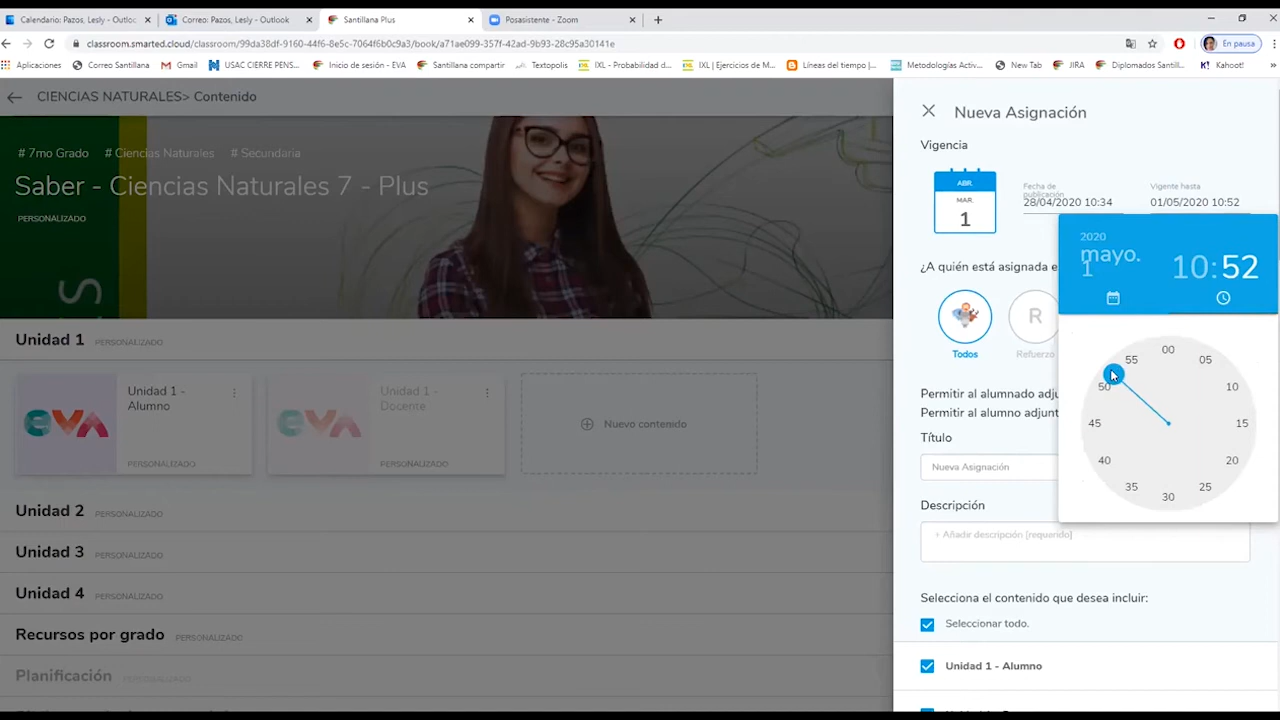 Calendario: Pazos, Lesly - Outlo
Correo: Pazos, Lesly - Outlook
Santillana Plus
Posasistente - Zoom
classroom.smarted.cloud/classroom/99da38df-9160-44f6-8e5c-7064f6b0c9a3/book/a71ae099-357f-42ad-9b93-28c95a30141e
En pausa
Aplicaciones
Correo Santillana
Gmail
USAC CIERRE PENS...
Inicio de sesión - EVA
Santillana compartir
Textopolis
IXL - Probabilidad d...
IXL | Ejercicios de M...
Líneas del tiempo |...
Metodologías Activ...
New Tab
JIRA
Diplomados Santill...
Kahoot!
CIENCIAS NATURALES> Contenido
# 7mo Grado # Ciencias Naturales # Secundaria
Saber - Ciencias Naturales 7 - Plus
PERSONALIZADO
S
Unidad 1 PERSONALIZADO
EVA
Unidad 1 -
Alumno
PERSONALIZADO
EVA
Unidad 1 -
Docente
PERSONALIZADO
Nuevo contenido
Unidad 2 PERSONALIZADO
Unidad 3 PERSONALIZADO
Unidad 4 PERSONALIZADO
Recursos por grado PERSONALIZADO
Planificación PERSONALIZADO
Nueva Asignación
Vigencia
ABR.
MAR.
1
Fecha de
publicación
28/04/2020 10:34
Vigente hasta
01/05/2020 10:52
2020
mayo.
1
10:52
¿A quién está asignada e
Todos
R
Refuerzo
00
05
10
15
20
25
30
35
40
45
50
55
Permitir al alumnado adju
Permitir al alumno adjunt
Título
Nueva Asignación
Descripción
+ Añadir descripción [requerido]
Selecciona el contenido que desea incluir:
Seleccionar todo.
Unidad 1 - Alumno